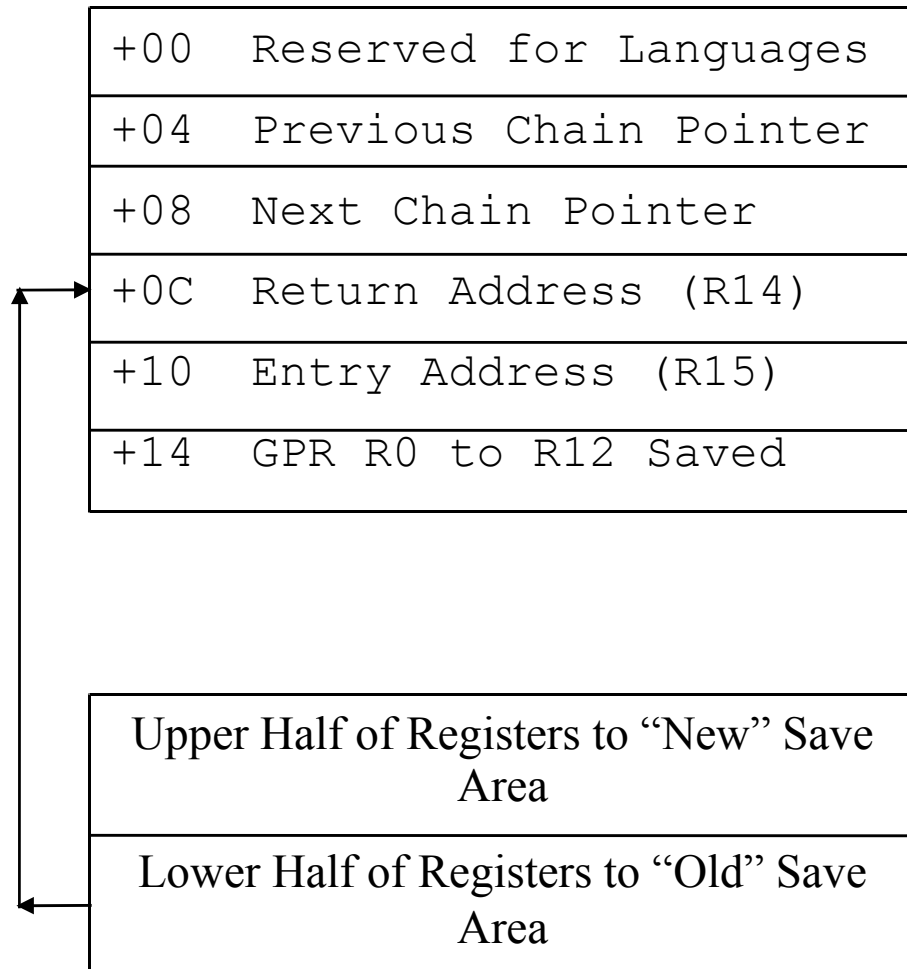 +00 Reserved for Languages
+04 Previous Chain Pointer
+08 Next Chain Pointer
+0C Return Address (R14)
+10 Entry Address (R15)
+14 GPR R0 to R12 Saved
Upper Half of Registers to “New” Save
Area
Lower Half of Registers to “Old” Save
Area